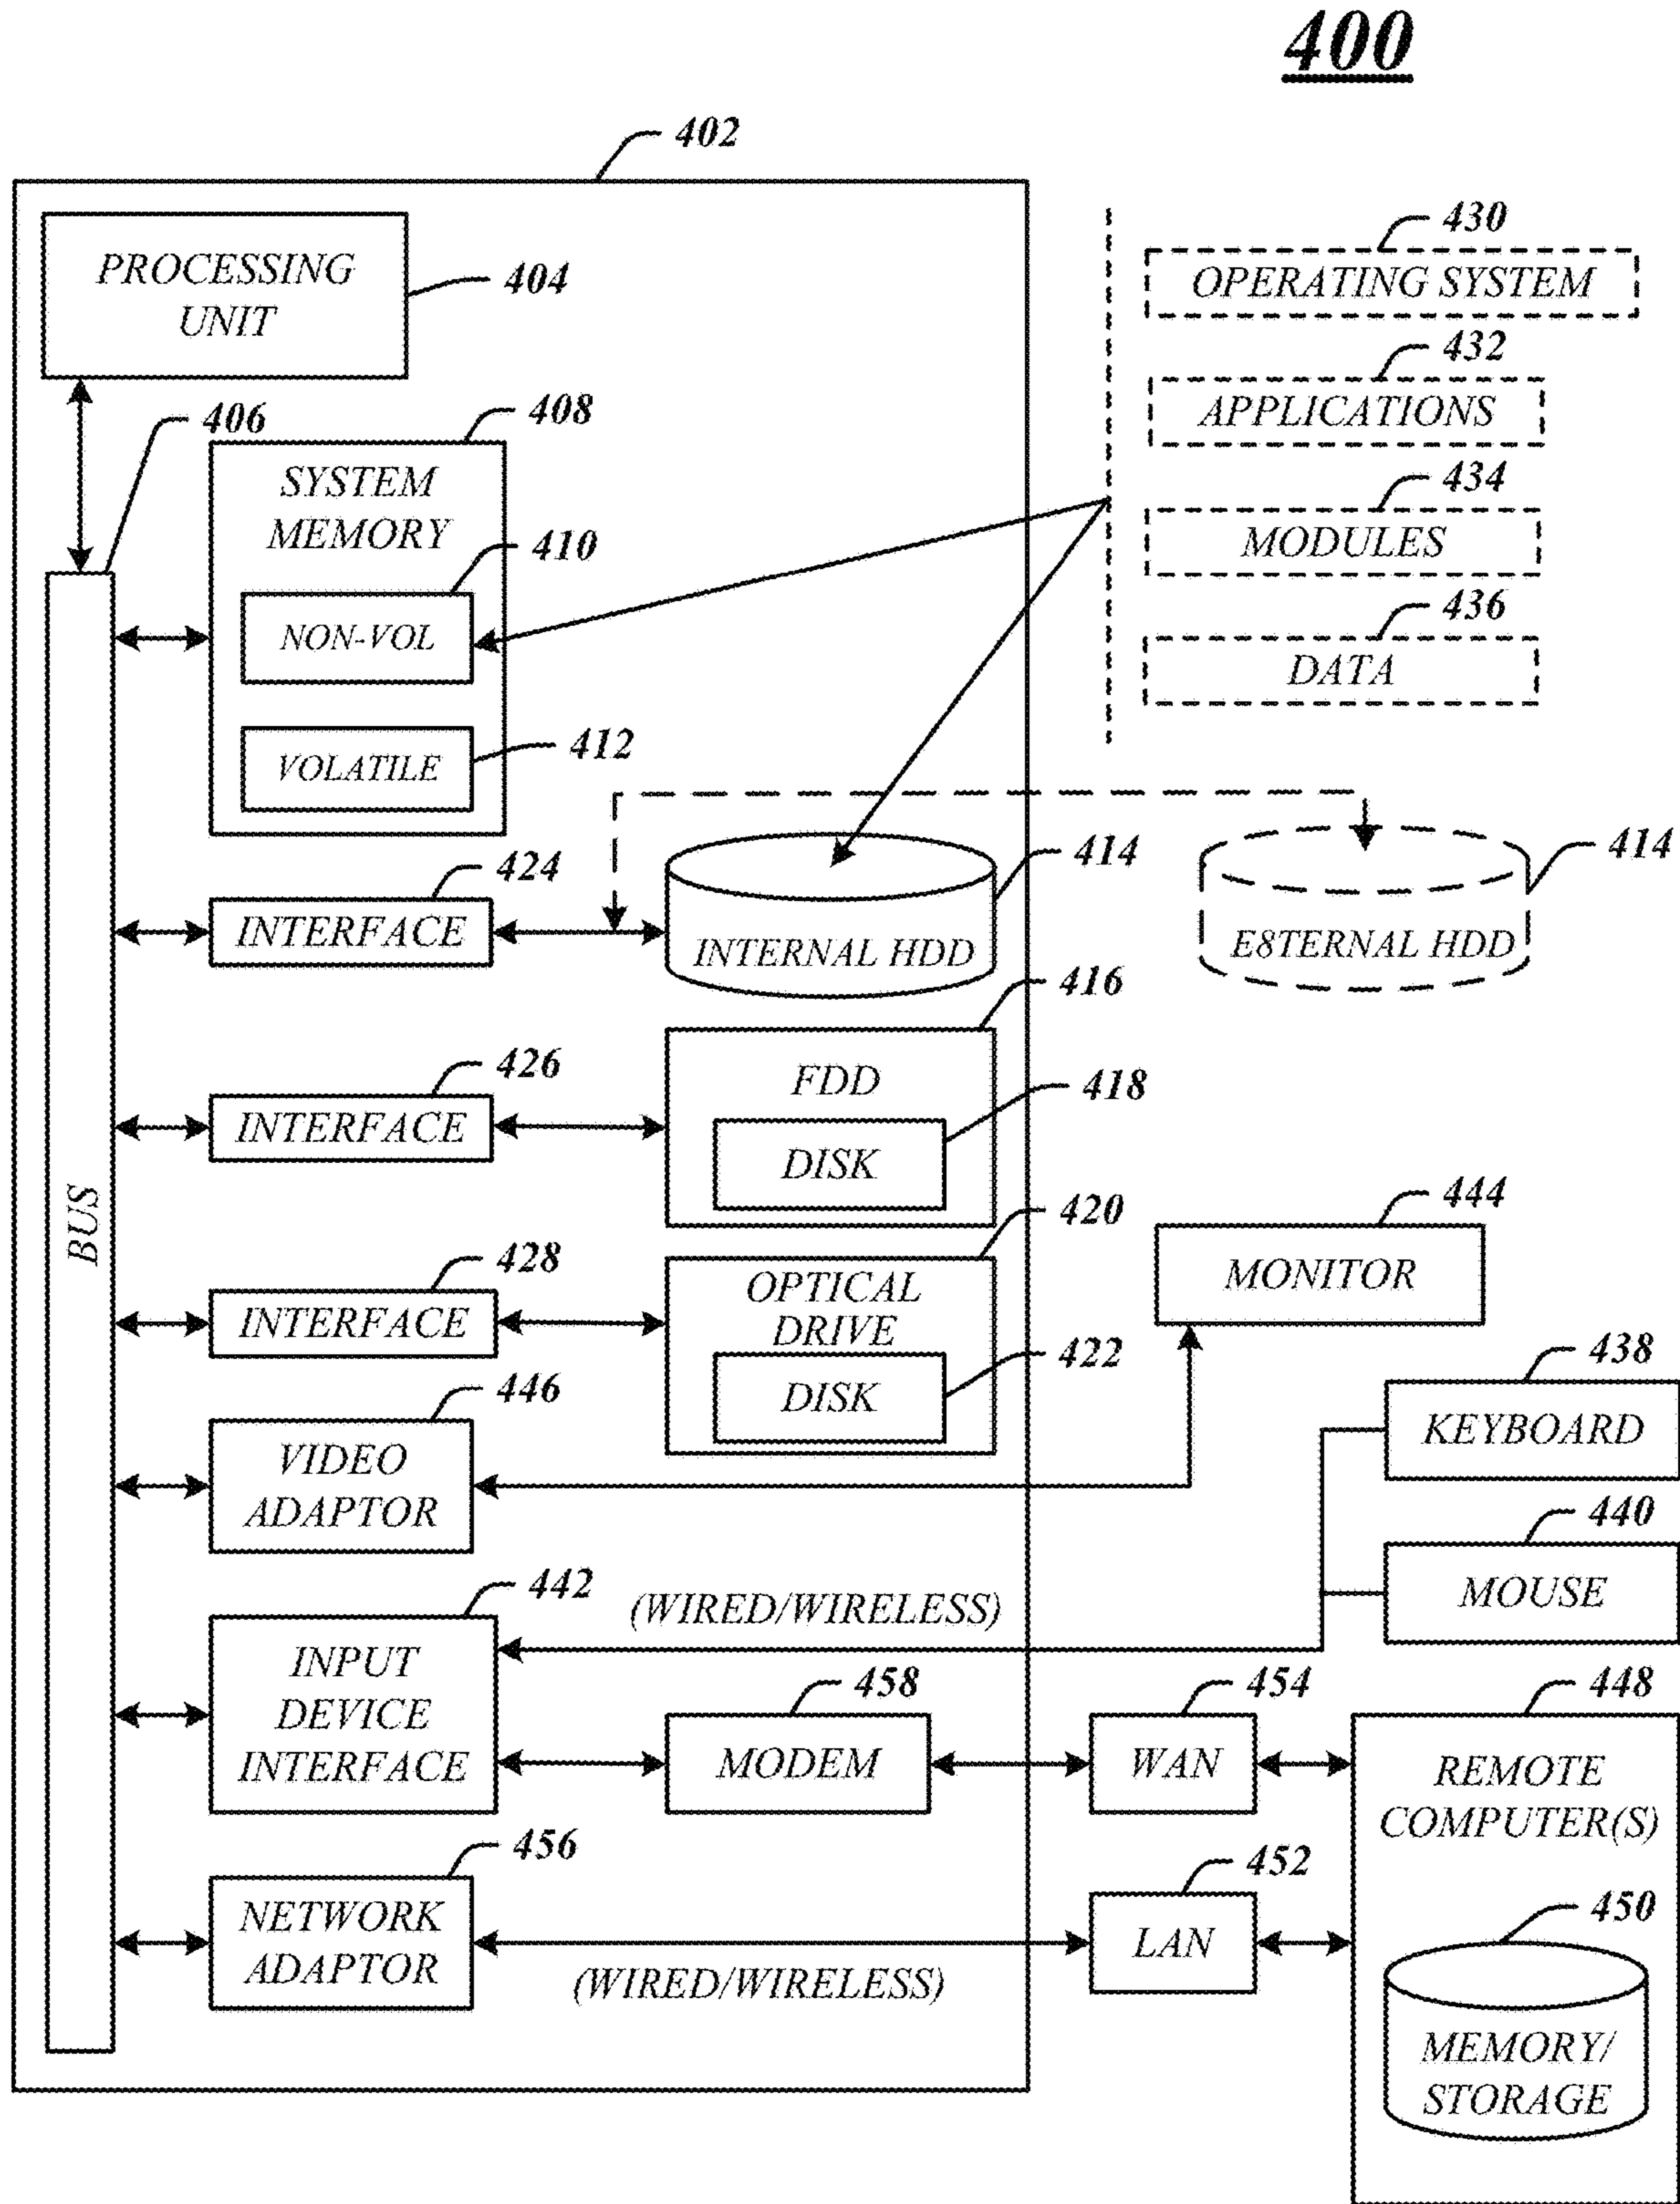 400
402
PROCESSING
UNIT
404
430
OPERATING SYSTEM
432
APPLICATIONS
434
MODULES
436
DATA
406
408
SYSTEM
MEMORY
410
NON-VOL
412
VOLATILE
424
INTERFACE
414
INTERNAL HDD
414
E8TERNAL HDD
416
FDD
418
DISK
426
INTERFACE
BUS
420
OPTICAL
DRIVE
422
DISK
428
INTERFACE
444
MONITOR
446
VIDEO
ADAPTOR
438
KEYBOARD
440
MOUSE
442
INPUT
DEVICE
INTERFACE
(WIRED/WIRELESS)
458
MODEM
454
WAN
448
REMOTE
COMPUTER(S)
456
NETWORK
ADAPTOR
(WIRED/WIRELESS)
452
LAN
450
MEMORY/
STORAGE